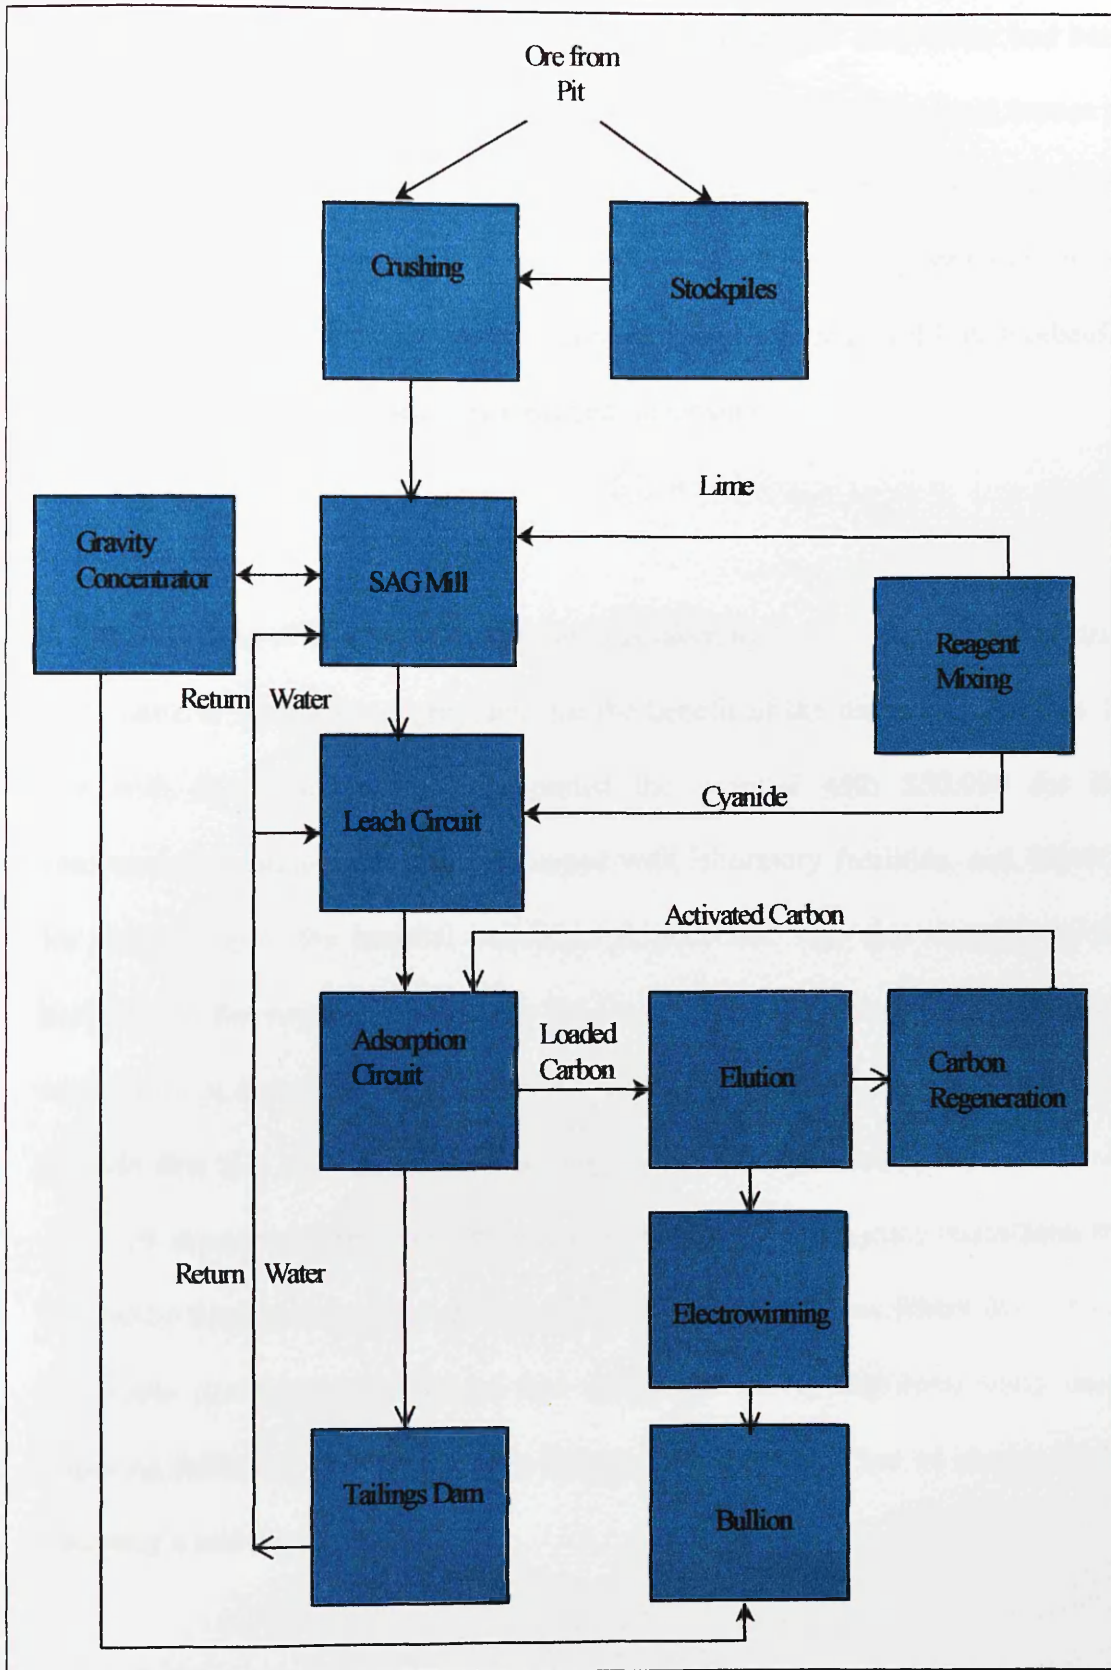 Ore from
Pit
Crushing
Stockpiles
Lime
Gravity
Concentrator
SAG Mill
Reagent
Mixing
Return Water
Cyanide
Leach Circuit
Activated Carbon
Adsorption
Circuit
Loaded
Carbon
Elution
Carbon
Regeneration
Return Water
Electrowinning
Tailings Dam
Bullion